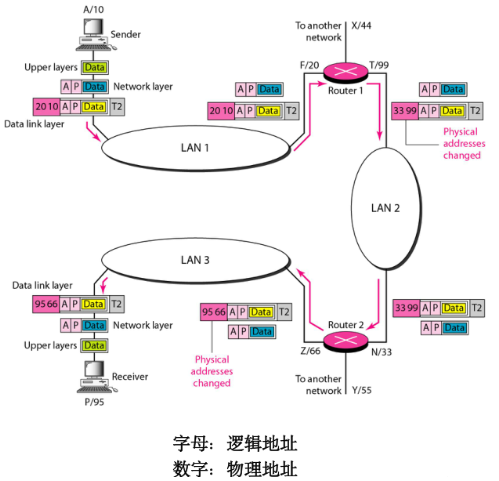 A/10
Sender
Upper layers Data
A P Data Network layer
20 10 A P Data T2
Data link layer
LAN 1
To another
network
X/44
F/20
T/99
Router 1
A P Data
20 10 A P Data T2
A P Data
33 99 A P Data T2
Physical
addresses
changed
LAN 2
LAN 3
Data link layer
95 66 A P Data T2
A P Data Network layer
Upper layers Data
Receiver
P/95
95 66 A P Data T2
A P Data
Physical
addresses
changed
Router 2
Z/66
N/33
33 99 A P Data T2
A P Data
To another
network
Y/55
字母：逻辑地址
数字：物理地址